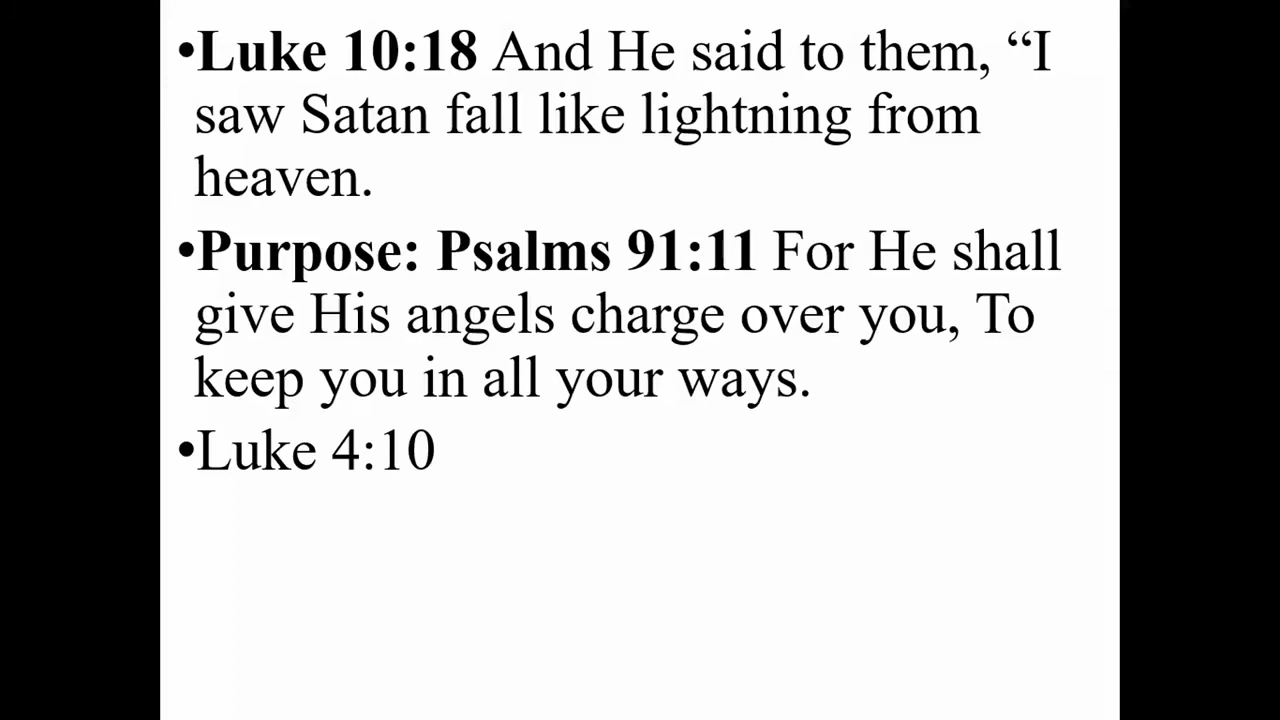 •Luke 10:18 And He said to them, “I
saw Satan fall like lightning from
heaven.
•Purpose: Psalms 91:11 For He shall
give His angels charge over you, To
keep you in all your ways.
•Luke 4:10